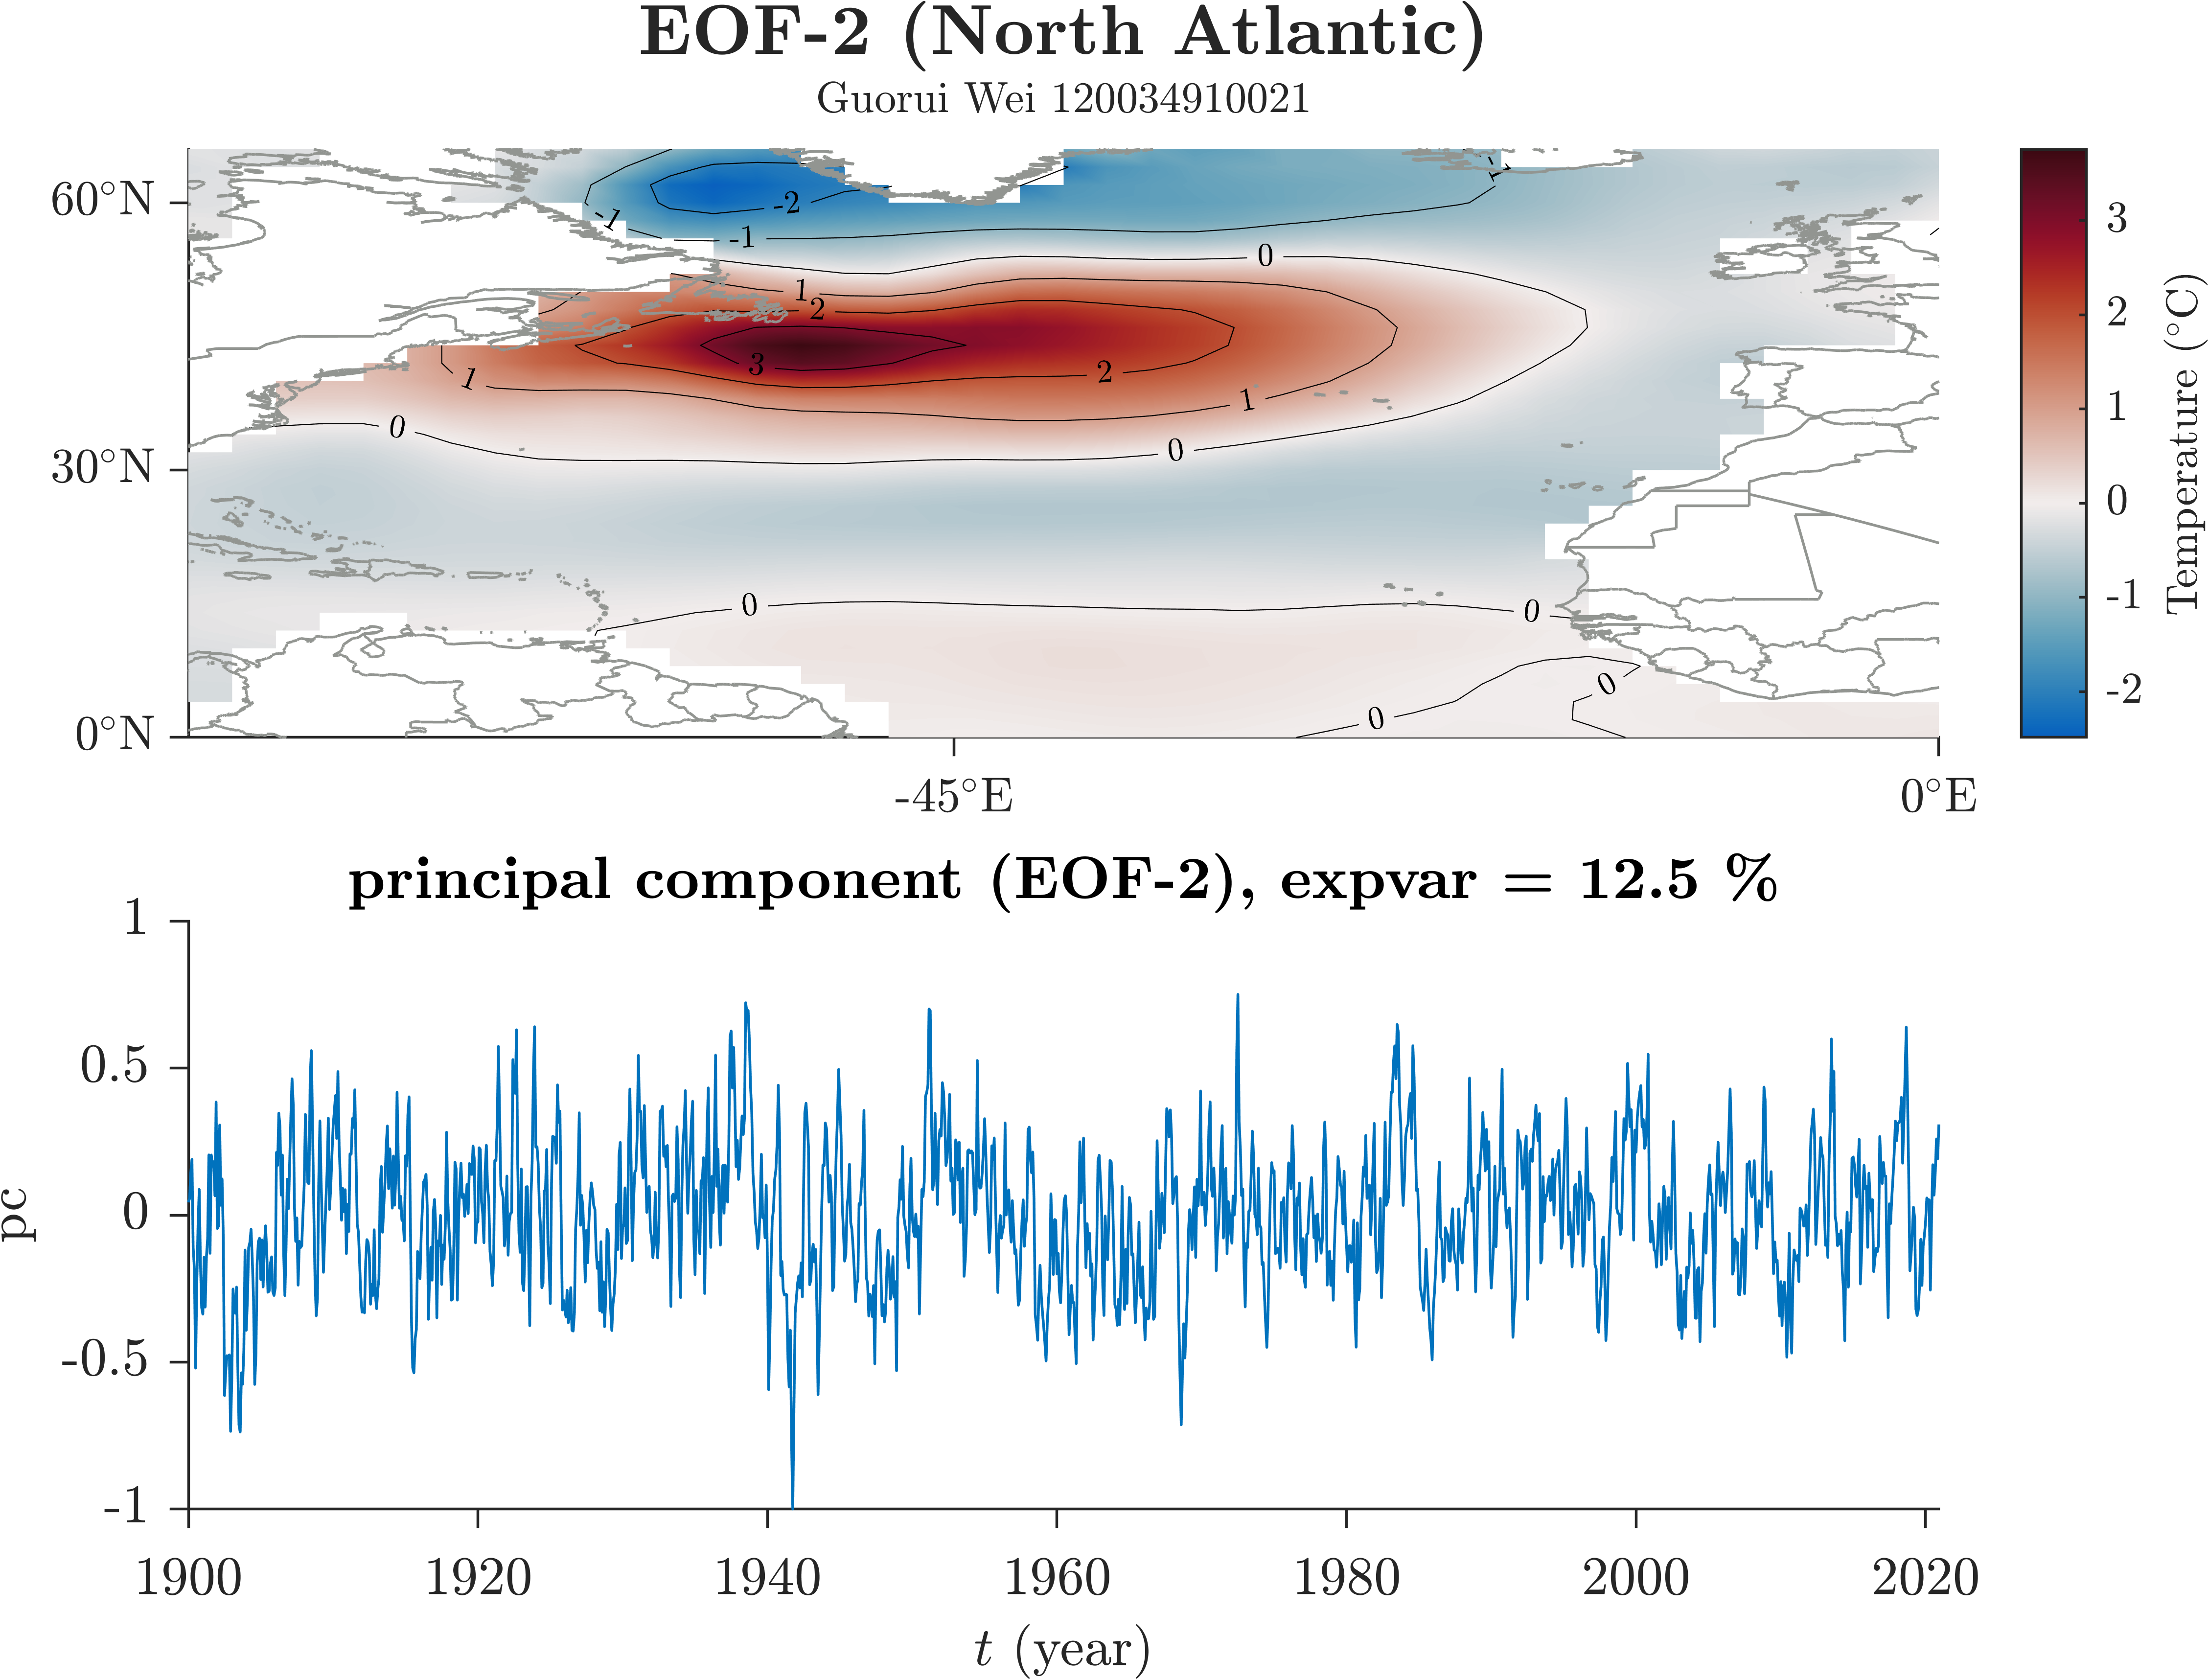 EOF-2 (North Atlantic)
Guorui Wei 120034910021
60°N
30°N
0°N
-45°E
0°E
-1
-2
-1
-1
0
1
2
3
2
1
1
0
0
0
0
0
0
3
2
1
0
-1
-2
Temperature (°C)
principal component (EOF-2), expvar = 12.5 %
1
0.5
0
-0.5
-1
pc
1900 1920 1940 1960 1980 2000 2020
t (year)